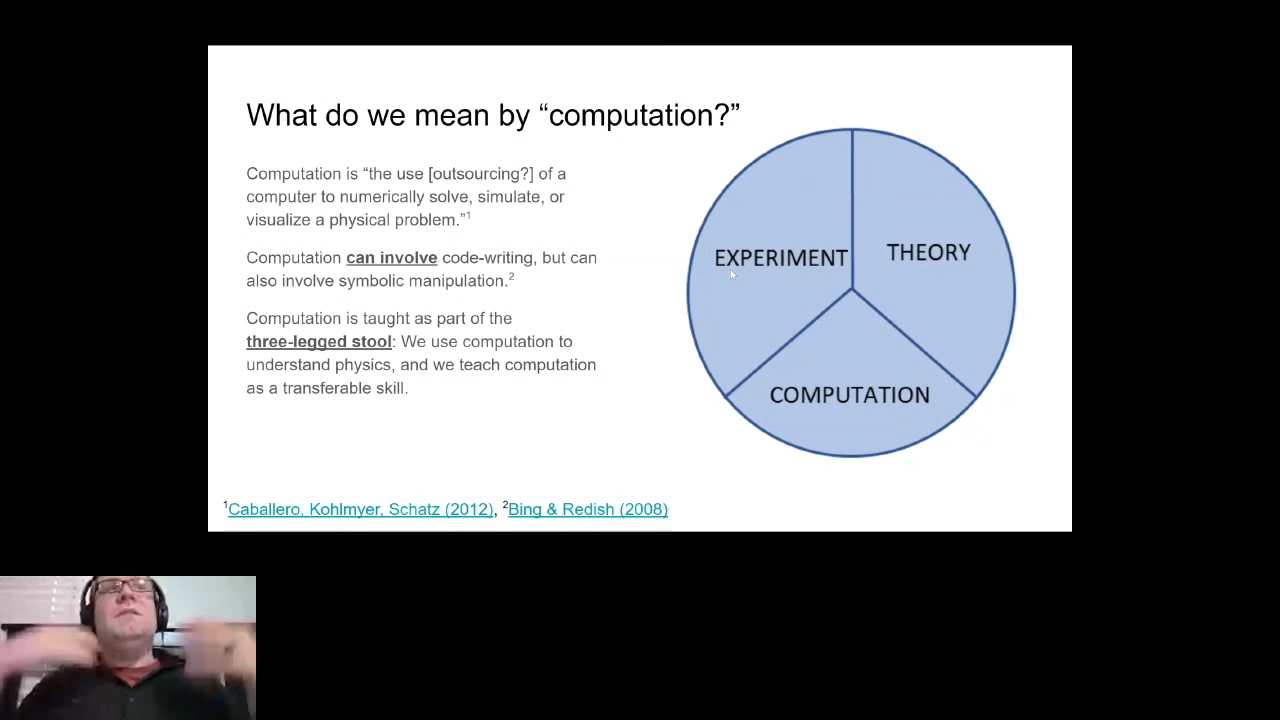 What do we mean by “computation?”
Computation is “the use [outsourcing?] of a
computer to numerically solve, simulate, or
visualize a physical problem.”1
Computation can involve code-writing, but can
also involve symbolic manipulation.2
Computation is taught as part of the
three-legged stool: We use computation to
understand physics, and we teach computation
as a transferable skill.
EXPERIMENT
THEORY
COMPUTATION
1Caballero, Kohlmyer, Schatz (2012), 2Bing & Redish (2008)